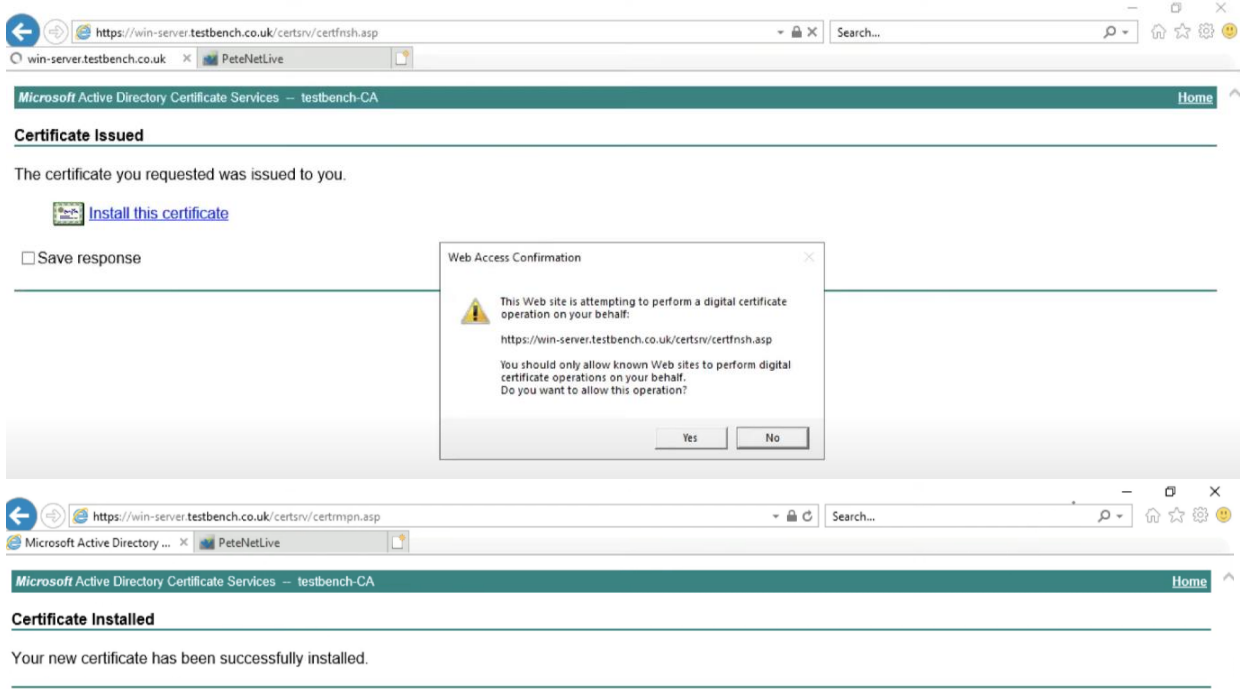 https://win-server.testbench.co.uk/certsrv/certfnsh.asp
Search...
win-server.testbench.co.uk
PeteNetLive
Microsoft Active Directory Certificate Services -- testbench-CA
Home
Certificate Issued
The certificate you requested was issued to you.
Install this certificate
Save response
Web Access Confirmation
This Web site is attempting to perform a digital certificate
operation on your behalf:
https://win-server.testbench.co.uk/certsrv/certfnsh.asp
You should only allow known Web sites to perform digital
certificate operations on your behalf.
Do you want to allow this operation?
Yes
No
https://win-server.testbench.co.uk/certsrv/certrmpn.asp
Search...
Microsoft Active Directory ...
PeteNetLive
Microsoft Active Directory Certificate Services -- testbench-CA
Home
Certificate Installed
Your new certificate has been successfully installed.